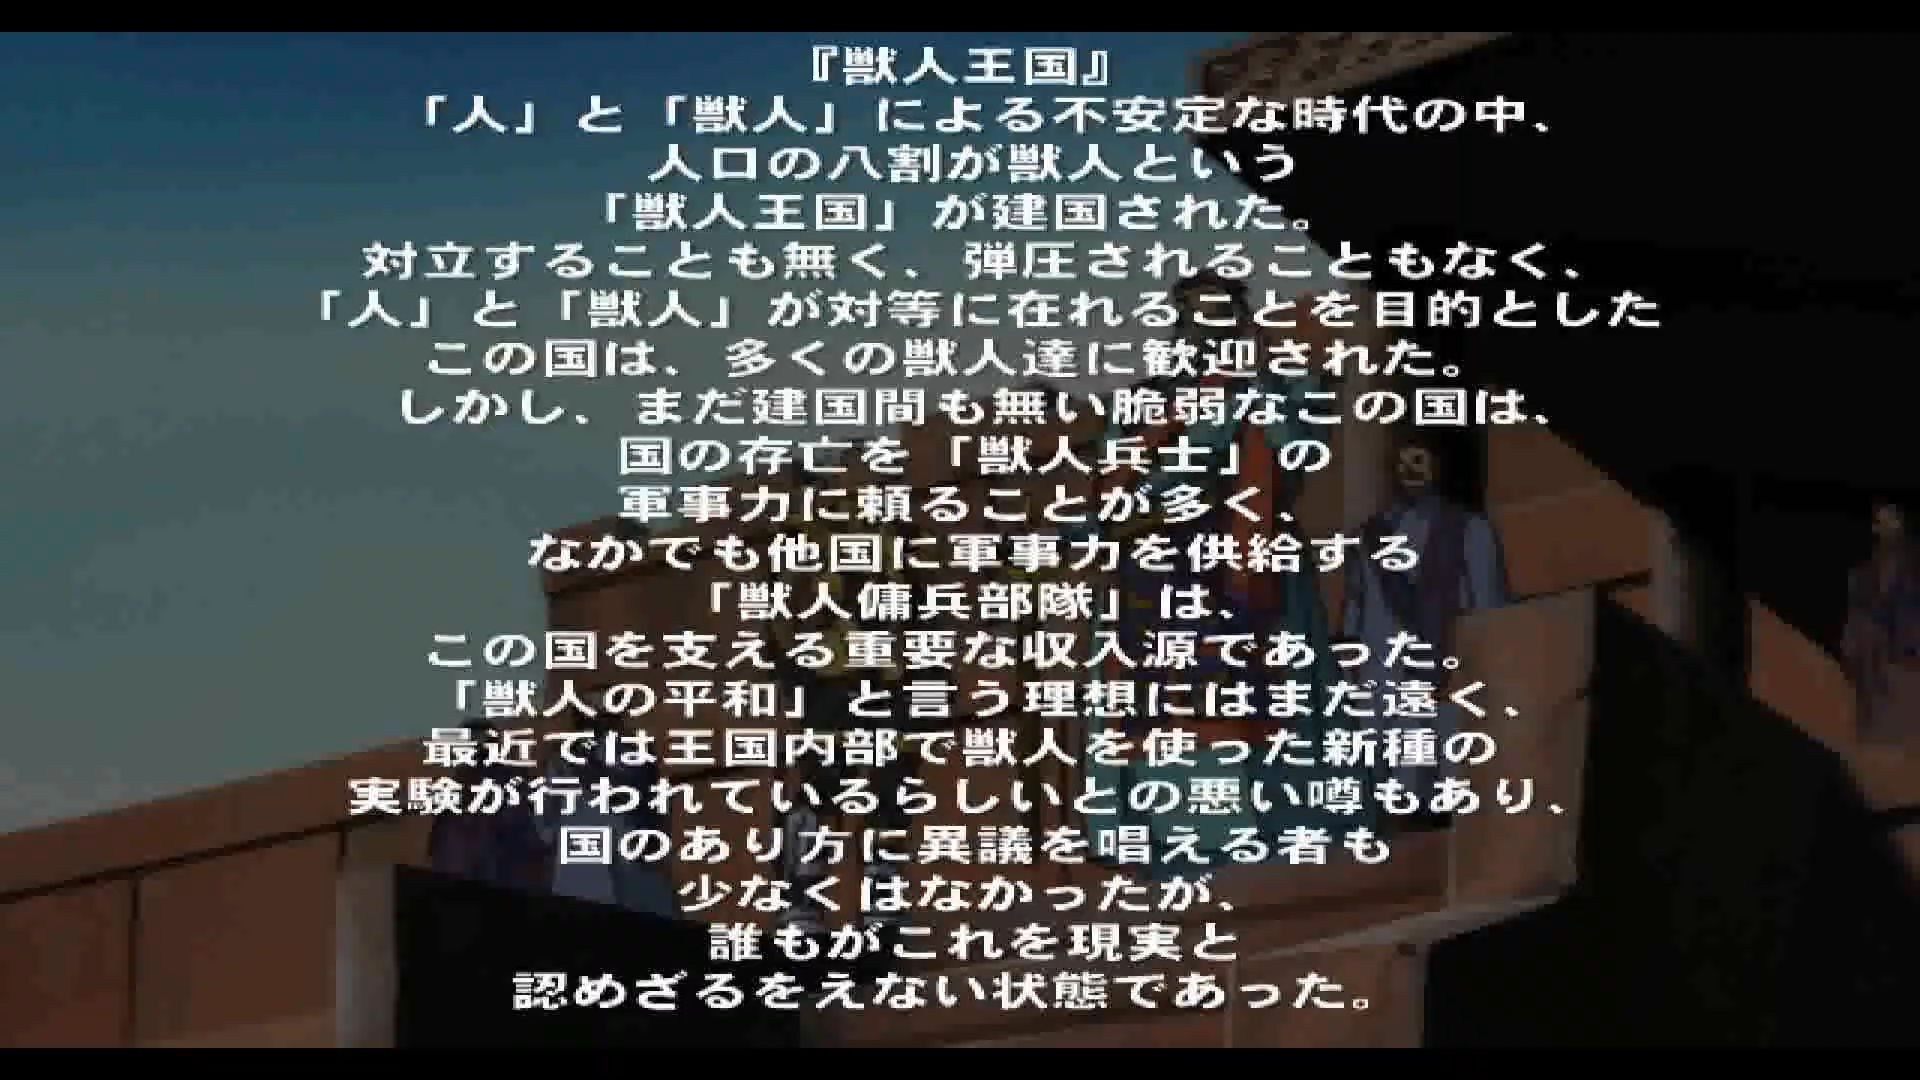 『獣人王国』
「人」と「獣人」による不安定な時代の中、
人口の八割が獣人という
「獣人王国」が建国された。
対立することも無く、弾圧されることもなく、
「人」と「獣人」が対等に在れることを目的とした
この国は、多くの獣人達に歓迎された。
しかし、まだ建国間も無い脆弱なこの国は、
国の存亡を「獣人兵士」の
軍事力に頼ることが多く、
なかでも他国に軍事力を供給する
「獣人傭兵部隊」は、
この国を支える重要な収入源であった。
「獣人の平和」と言う理想にはまだ遠く、
最近では王国内部で獣人を使った新種の
実験が行われているらしいとの悪い噂もあり、
国のあり方に異議を唱える者も
少なくはなかったが、
誰もがこれを現実と
認めざるをえない状態であった。